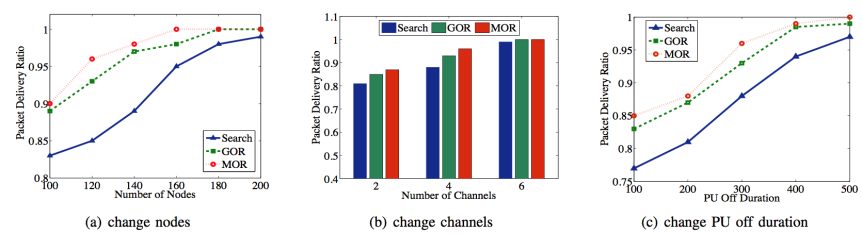 Packet Delivery Ratio
1
0.95
0.9
0.85
0.8
100 120 140 160 180 200
Number of Nodes
Search
GOR
MOR
(a) change nodes
Packet Delivery Ratio
1.1
1
0.9
0.8
0.7
0.6
0.5
0.4
2 4 6
Number of Channels
Search GOR MOR
(b) change channels
Packet Delivery Ratio
1
0.95
0.9
0.85
0.8
0.75
100 200 300 400 500
PU Off Duration
Search
GOR
MOR
(c) change PU off duration